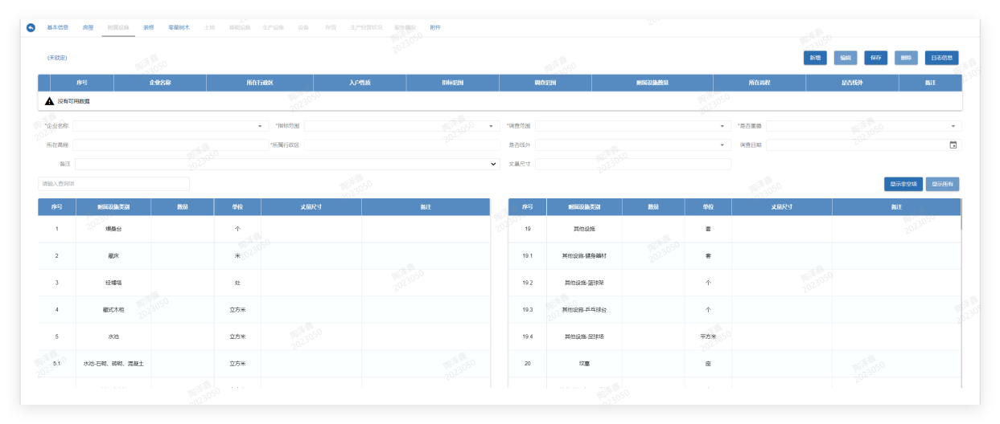 基本信息 房屋 附属设施 装修 零星树木 土地 基础设施 生产设施 设备 存货 生产经营状况 服务情况 附件
(未锁定) 新增 编辑 保存 删除 日志信息
序号 企业名称 所在行政区 入户性质 指标范围 调查范围 附属设施数量 所在高程 是否线外 备注
没有可用数据
*企业名称 *指标范围 *调查范围 *是否重叠
所在高程 *所属行政区 是否线外 调查日期
备注 丈量尺寸
请输入查询项 显示非空项 显示所有
序号 附属设施类别 数量 单位 丈量尺寸 备注 序号 附属设施类别 数量 单位 丈量尺寸 备注
1 煨桑台 个 19 其他设施 套
2 藏床 米 19.1 其他设施-健身器材 套
3 经幡塔 处 19.2 其他设施-篮球架 个
4 藏式木柜 立方米 19.3 其他设施-乒乓球台 个
5 水池 立方米 19.4 其他设施-足球场 平方米
5.1 水池-石砌、砖砌、混凝土 立方米 20 坟墓 座
陶泽鑫
2023050